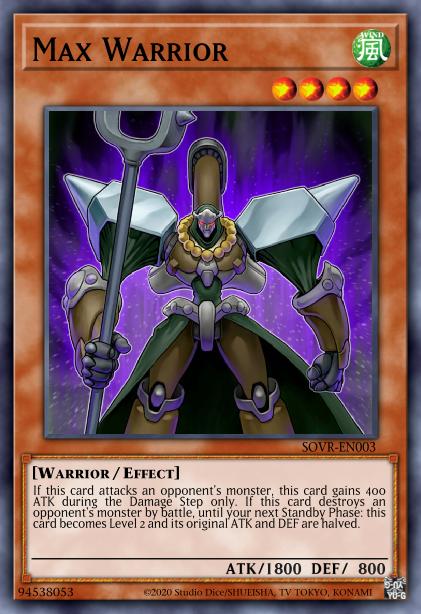 MAX WARRIOR
WIND
風
SOVR-EN003
[WARRIOR / EFFECT]
If this card attacks an opponent's monster, this card gains 400
ATK during the Damage Step only. If this card destroys an
opponent's monster by battle, until your next Standby Phase: this
card becomes Level 2 and its original ATK and DEF are halved.
ATK/1800 DEF/ 800
94538053
©2020 Studio Dice/SHUEISHA, TV TOKYO, KONAMI